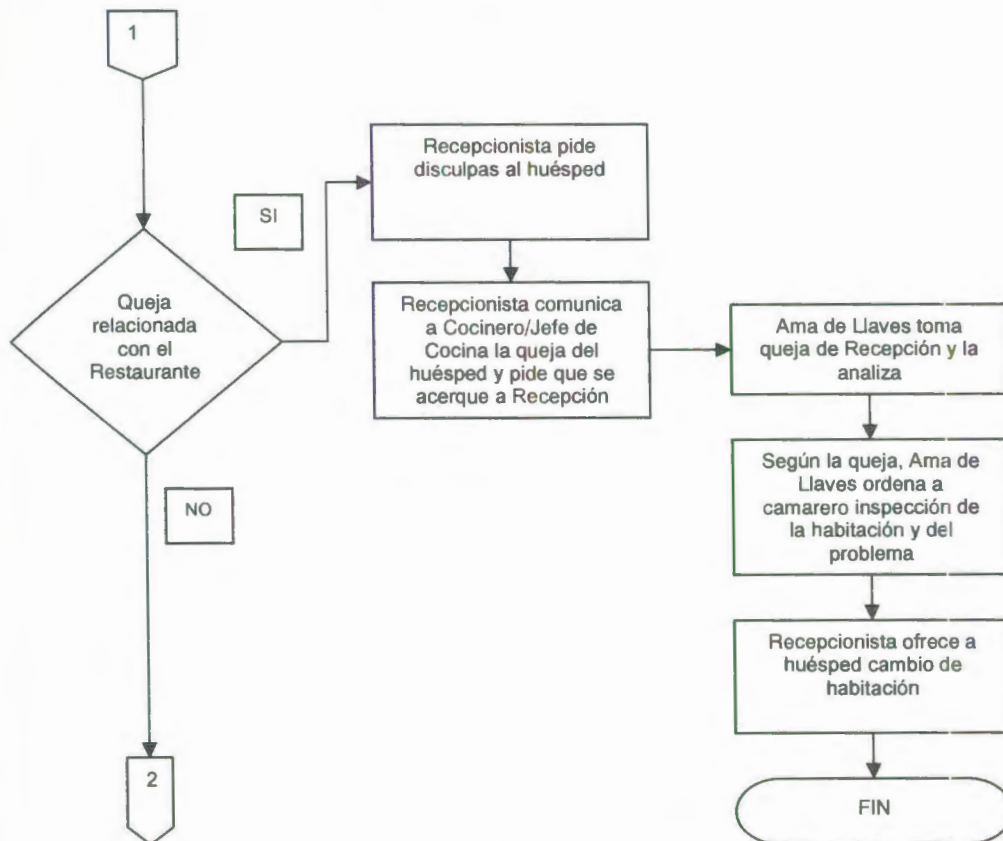 1
Queja
relacionada
con el
Restaurante
SI
NO
2
Recepcionista pide
disculpas al huésped
Recepcionista comunica
a Cocinero/Jefe de
Cocina la queja del
huésped y pide que se
acerque a Recepción
Ama de Llaves toma
queja de Recepción y la
analiza
Según la queja, Ama de
Llaves ordena a
camarero inspección de
la habitación y del
problema
Recepcionista ofrece a
huésped cambio de
habitación
FIN